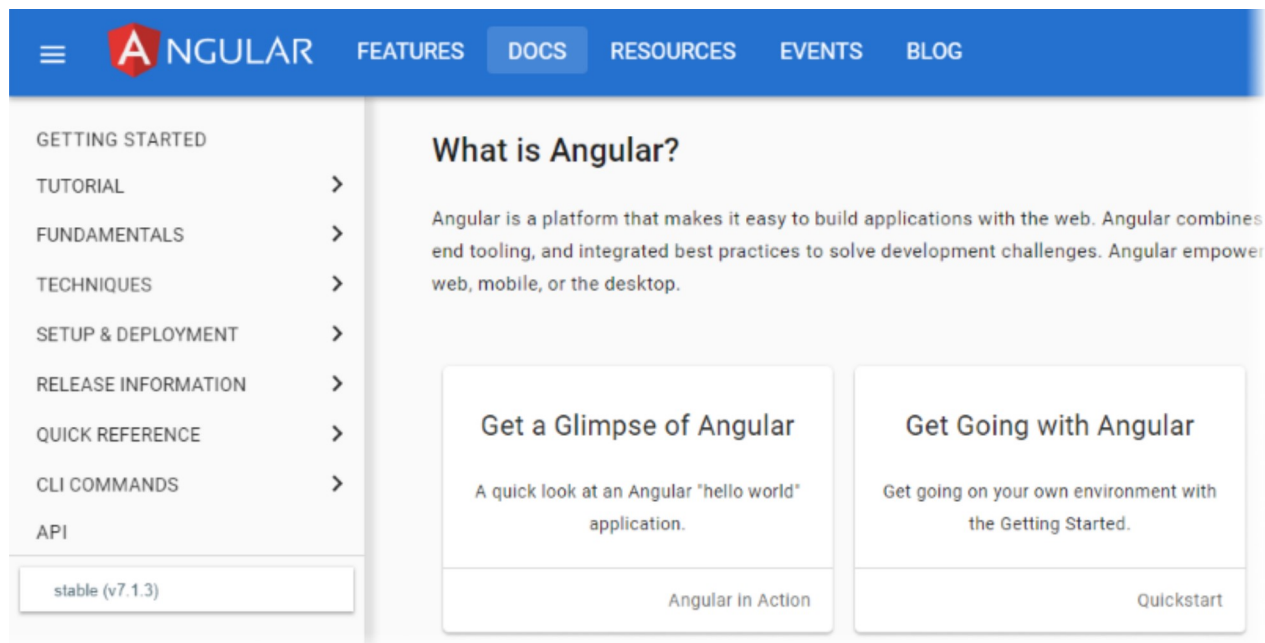 ANGULAR FEATURES DOCS RESOURCES EVENTS BLOG
GETTING STARTED
TUTORIAL
FUNDAMENTALS
TECHNIQUES
SETUP & DEPLOYMENT
RELEASE INFORMATION
QUICK REFERENCE
CLI COMMANDS
API
stable (v7.1.3)
What is Angular?
Angular is a platform that makes it easy to build applications with the web. Angular combines
end tooling, and integrated best practices to solve development challenges. Angular empower
web, mobile, or the desktop.
Get a Glimpse of Angular
A quick look at an Angular "hello world"
application.
Angular in Action
Get Going with Angular
Get going on your own environment with
the Getting Started.
Quickstart